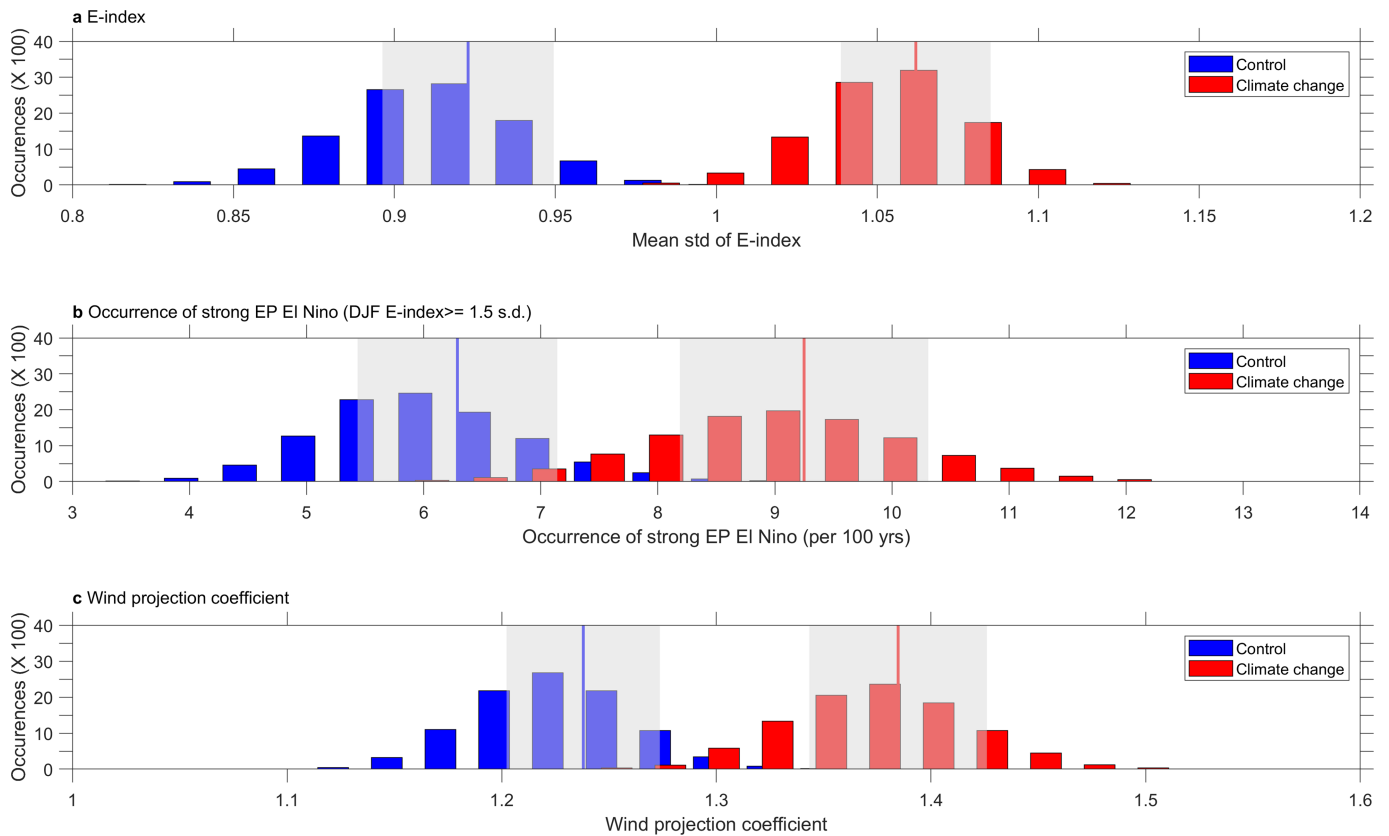 a E-index
Occurences (X 100)
40
30
20
10
0
Control
Climate change
0.8 0.85 0.9 0.95 1 1.05 1.1 1.15 1.2
Mean std of E-index
b Occurrence of strong EP El Nino (DJF E-index>= 1.5 s.d.)
Occurences (X 100)
40
30
20
10
0
Control
Climate change
3 4 5 6 7 8 9 10 11 12 13 14
Occurrence of strong EP El Nino (per 100 yrs)
c Wind projection coefficient
Occurences (X 100)
40
30
20
10
0
Control
Climate change
1 1.1 1.2 1.3 1.4 1.5 1.6
Wind projection coefficient